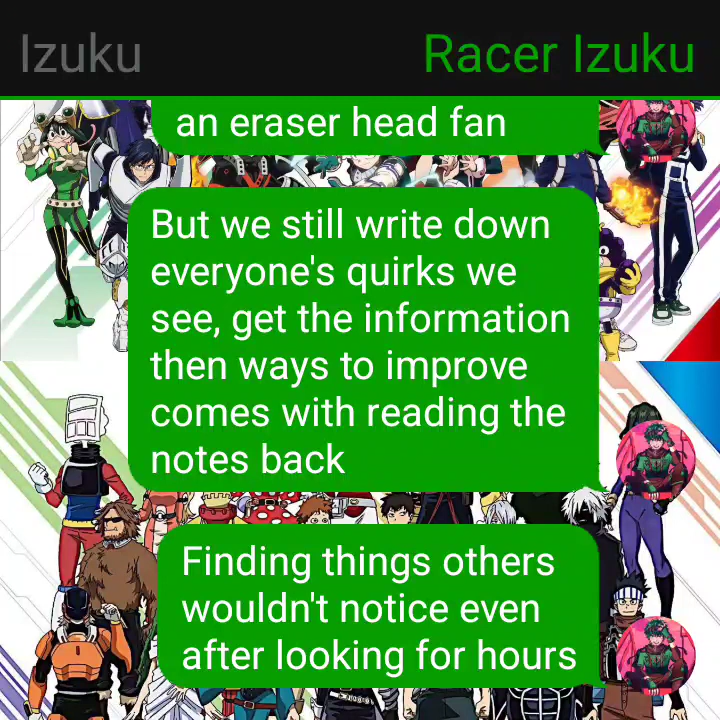 Izuku
Racer Izuku
an eraser head fan
But we still write down
everyone's quirks we
see, get the information
then ways to improve
comes with reading the
notes back
Finding things others
wouldn't notice even
after looking for hours